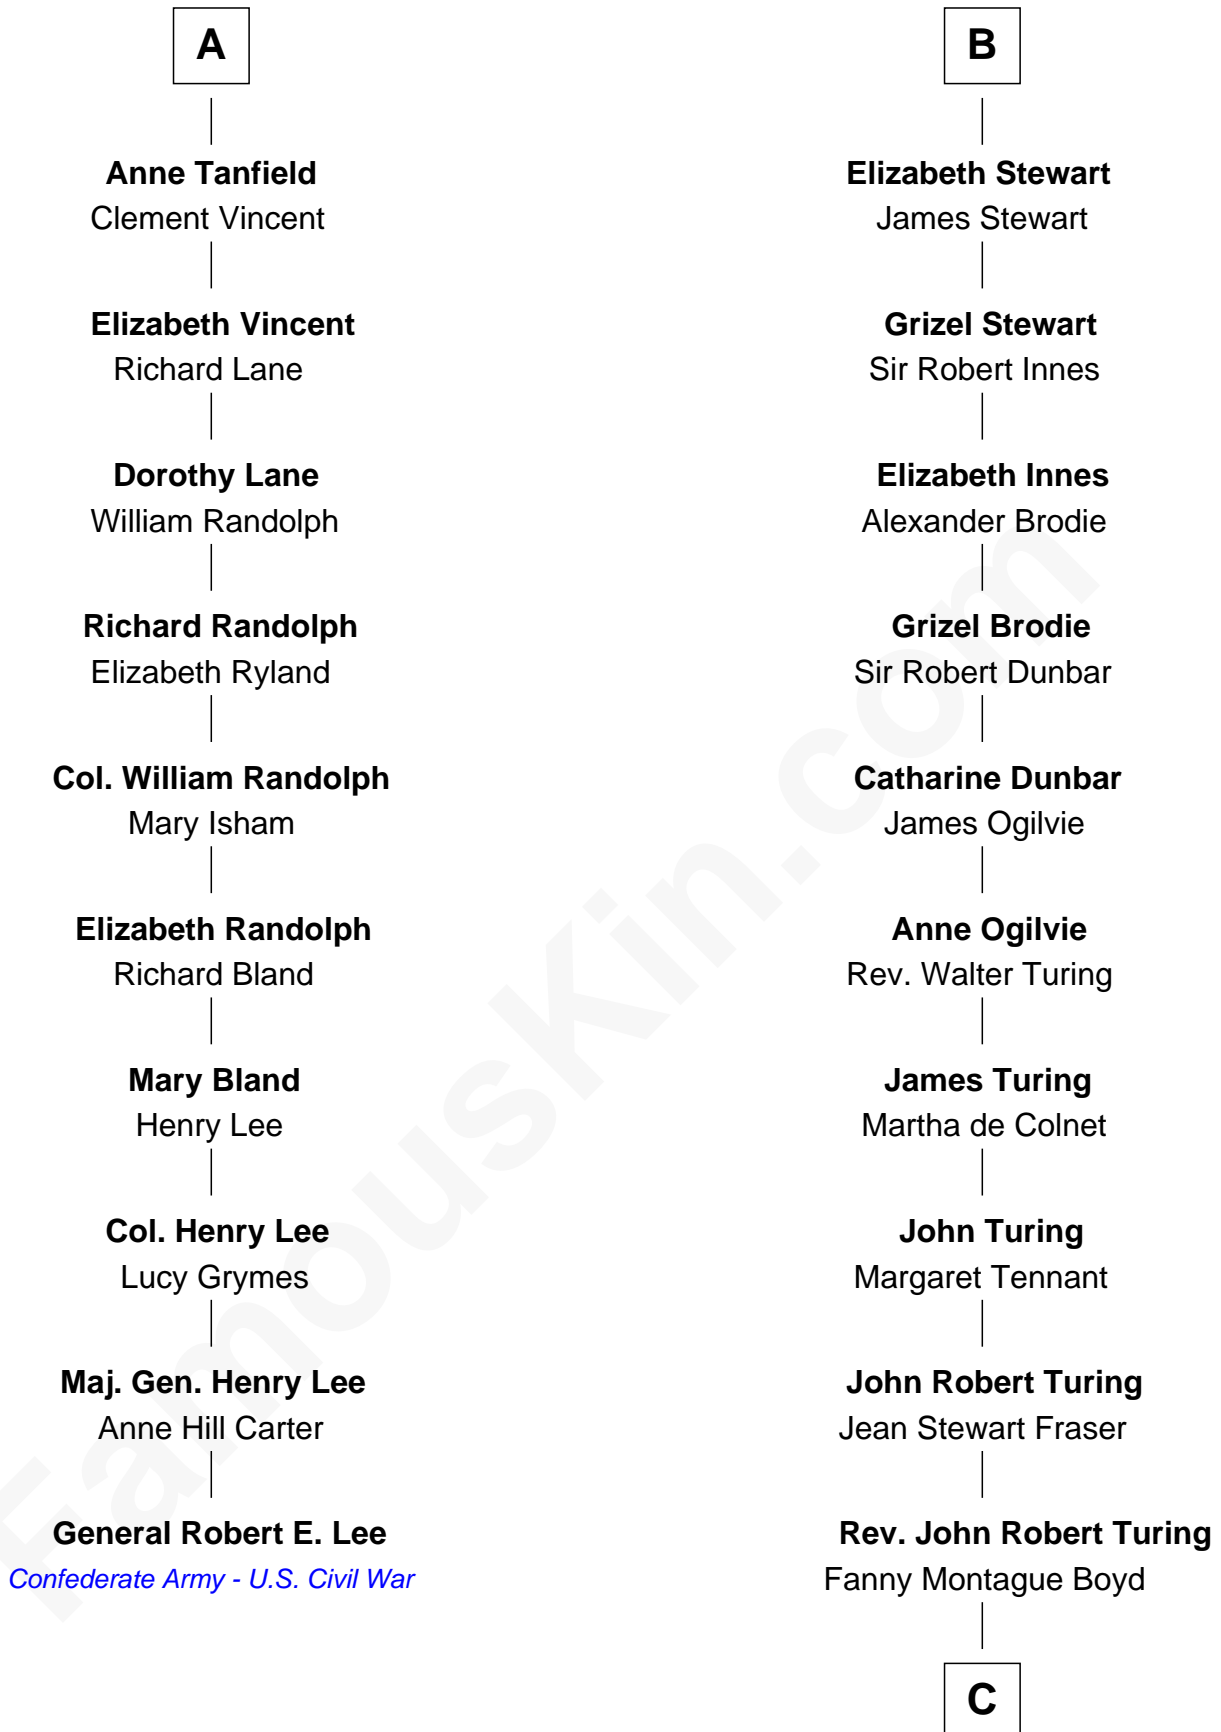 A
Anne Tanfield
Clement Vincent
Elizabeth Vincent
Richard Lane
Dorothy Lane
William Randolph
Richard Randolph
Elizabeth Ryland
Col. William Randolph
Mary Isham
Elizabeth Randolph
Richard Bland
Mary Bland
Henry Lee
Col. Henry Lee
Lucy Grymes
Maj. Gen. Henry Lee
Anne Hill Carter
General Robert E. Lee
Confederate Army - U.S. Civil War
B
Elizabeth Stewart
James Stewart
Grizel Stewart
Sir Robert Innes
Elizabeth Innes
Alexander Brodie
Grizel Brodie
Sir Robert Dunbar
Catharine Dunbar
James Ogilvie
Anne Ogilvie
Rev. Walter Turing
James Turing
Martha de Colnet
John Turing
Margaret Tennant
John Robert Turing
Jean Stewart Fraser
Rev. John Robert Turing
Fanny Montague Boyd
C
FamousKin.com